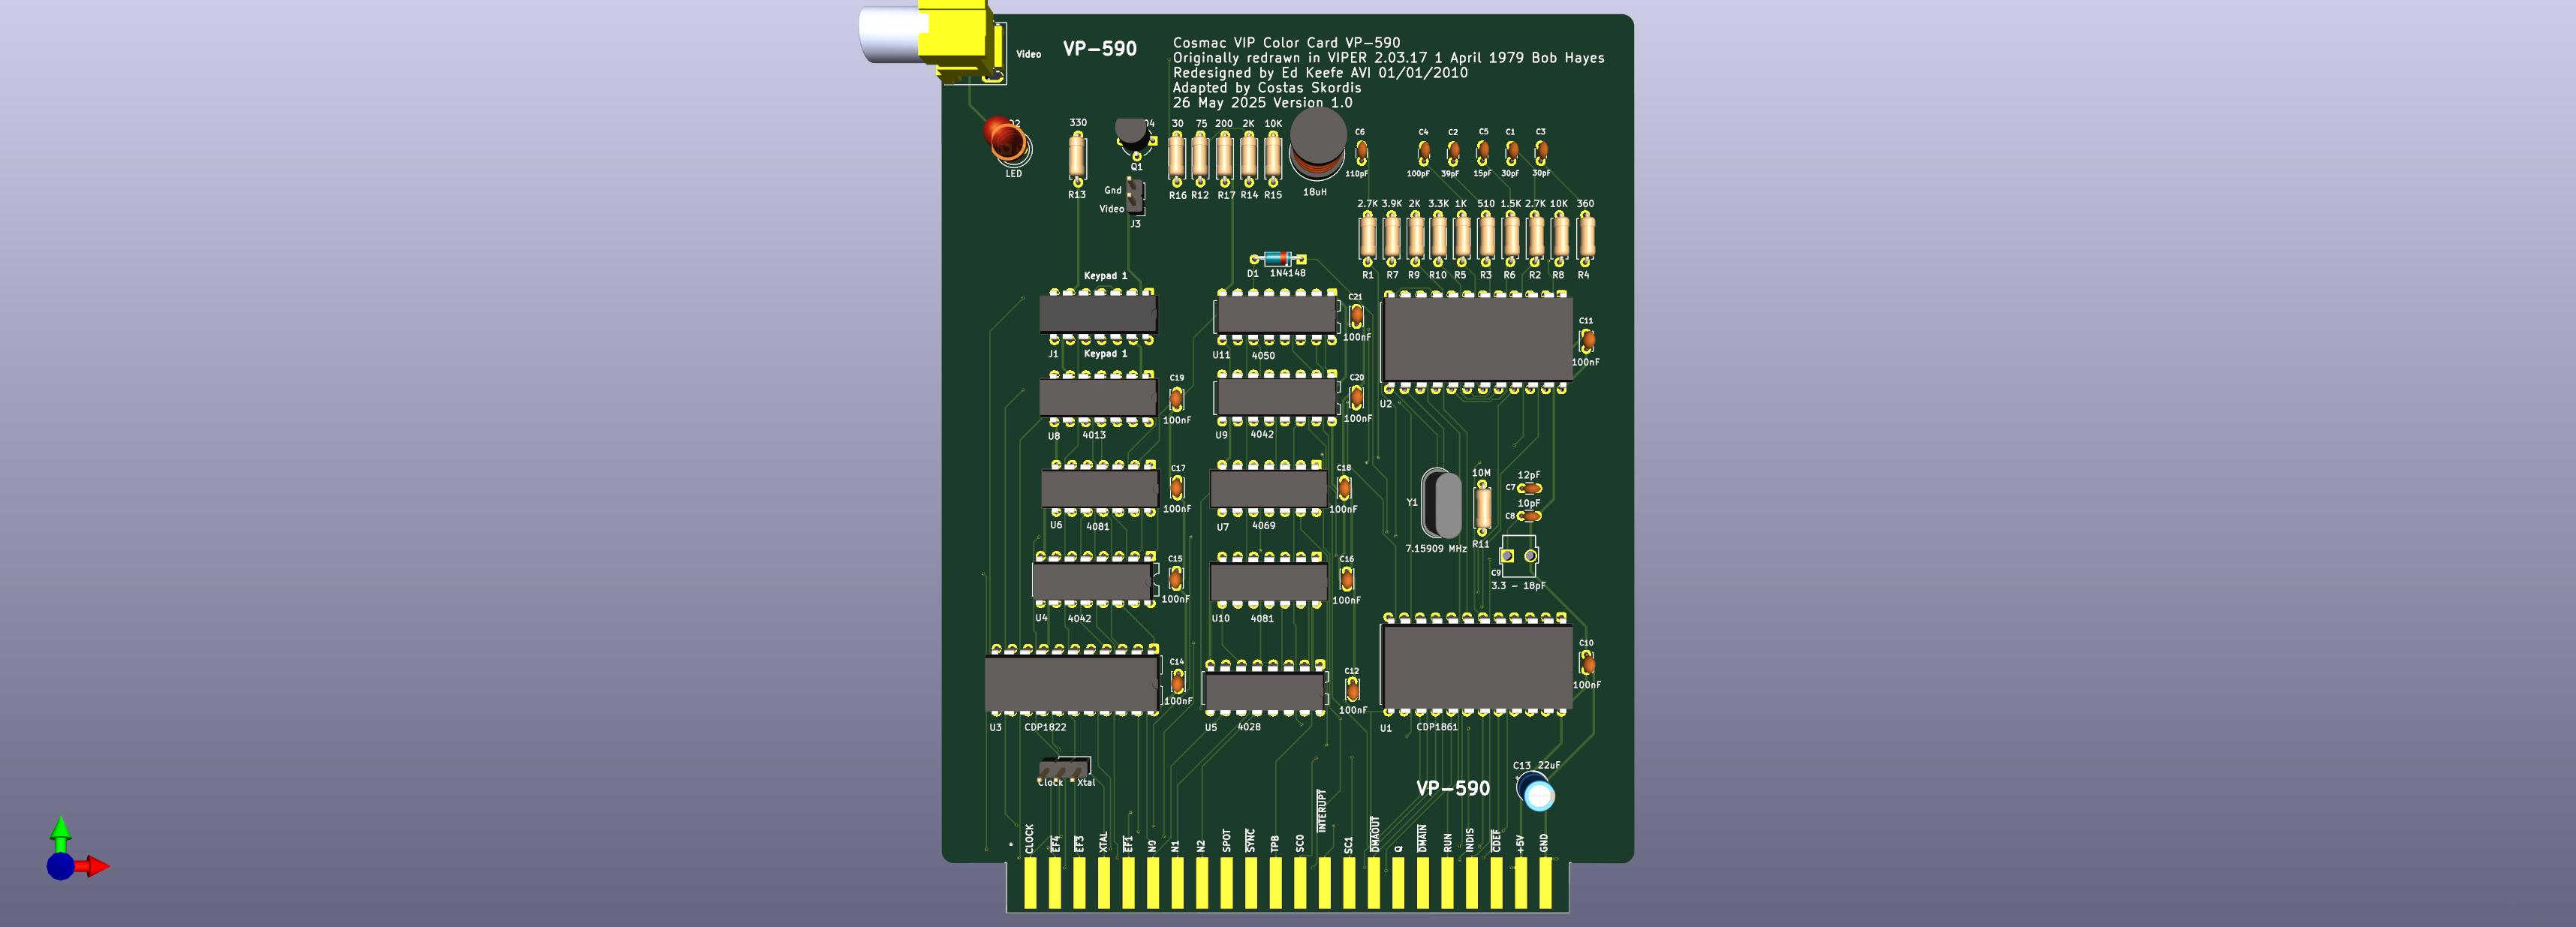 Video
VP-590
Cosmac VIP Color Card VP-590
Originally redrawn in VIPER 2.03.17 1 April 1979 Bob Hayes
Redesigned by Ed Keefe AVI 01/01/2010
Adapted by Costas Skordis
26 May 2025 Version 1.0
330
30 75 200 2K 10K
C6 C4 C2 C5 C1 C3
LED
Q1
110pF 100pF 39pF 15pF 30pF 30pF
R13
Gnd
Video
J3
R16 R12 R17 R14 R15
18uH
2.7K 3.9K 2K 3.3K 1K 510 1.5K 2.7K 10K 360
R1 R7 R9 R10 R5 R3 R6 R2 R8 R4
D1 1N4148
Keypad 1
C21
100nF
C11
100nF
J1 Keypad 1
U11 4050
C19
100nF
C20
100nF
U2
U8 4013
U9 4042
C17
100nF
C18
100nF
Y1
7.15909 MHz
10M
R11
12pF
C7
10pF
C8
C9
3.3 - 18pF
U6 4081
U7 4069
C15
100nF
C16
100nF
U4 4042
U10 4081
C14
100nF
C12
100nF
C10
100nF
U3 CDP1822
U5 4028
U1 CDP1861
Clock Xtal
VP-590
C13 22uF
*
CLOCK
EF4
EF3
XTAL
EF1
N0
N1
N2
SPOT
SYNC
TPB
SC0
INTERRUPT
SC1
DMAOUT
Q
DMAIN
RUN
INDIS
CDEF
+5V
GND